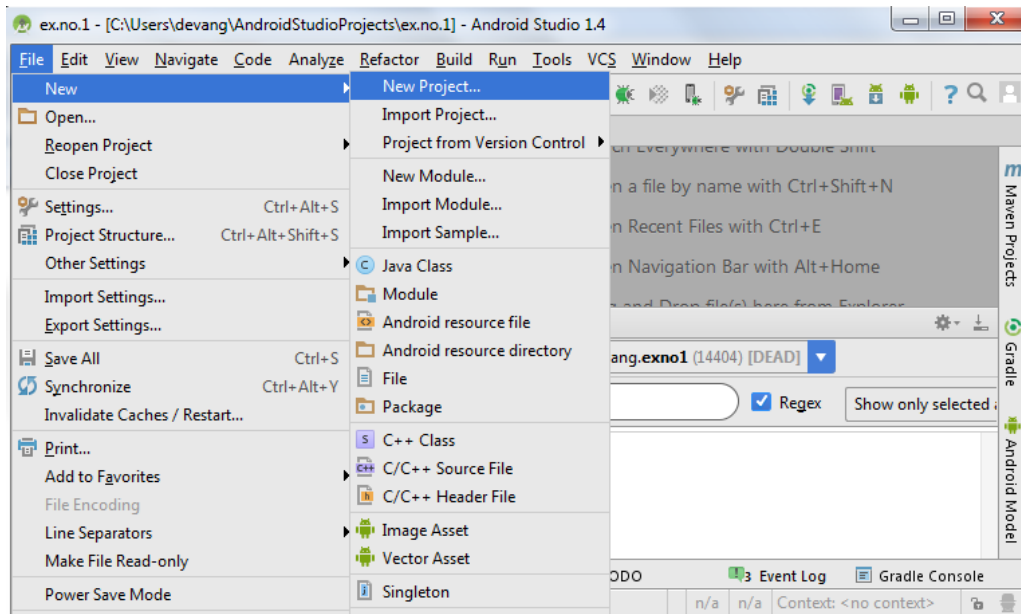 ex.no.1 - [C:\Users\devang\AndroidStudioProjects\ex.no.1] - Android Studio 1.4
File Edit View Navigate Code Analyze Refactor Build Run Tools VCS Window Help
New
Open...
Reopen Project
Close Project
Settings... Ctrl+Alt+S
Project Structure... Ctrl+Alt+Shift+S
Other Settings
Import Settings...
Export Settings...
Save All Ctrl+S
Synchronize Ctrl+Alt+Y
Invalidate Caches / Restart...
Print...
Add to Favorites
File Encoding
Line Separators
Make File Read-only
Power Save Mode
New Project...
Import Project...
Project from Version Control
New Module...
Import Module...
Import Sample...
Java Class
Module
Android resource file
Android resource directory
File
Package
C++ Class
C/C++ Source File
C/C++ Header File
Image Asset
Vector Asset
Singleton
ch Everywhere with Double Shift
n a file by name with Ctrl+Shift+N
n Recent Files with Ctrl+E
n Navigation Bar with Alt+Home
and Drop file(s) here from Explorer
ang.exno1 (14404) [DEAD]
Regex
Show only selected a
Maven Projects
Gradle
Android Model
ODO
3 Event Log
Gradle Console
n/a n/a Context: <no context>